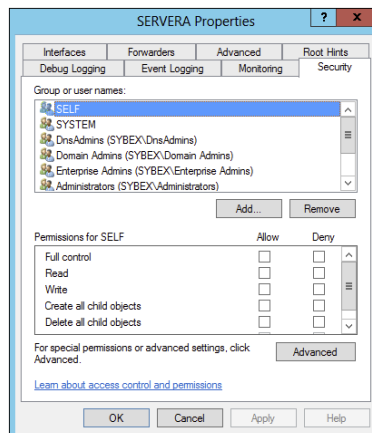 SERVERA Properties
?
x
Interfaces Forwarders Advanced Root Hints
Debug Logging Event Logging Monitoring Security
Group or user names:
SELF
SYSTEM
DnsAdmins (SYBEX\DnsAdmins)
Domain Admins (SYBEX\Domain Admins)
Enterprise Admins (SYBEX\Enterprise Admins)
Administrators (SYBEX\Administrators)
Add... Remove
Permissions for SELF Allow Deny
Full control
Read
Write
Create all child objects
Delete all child objects
For special permissions or advanced settings, click
Advanced.
Advanced
Learn about access control and permissions
OK Cancel Apply Help